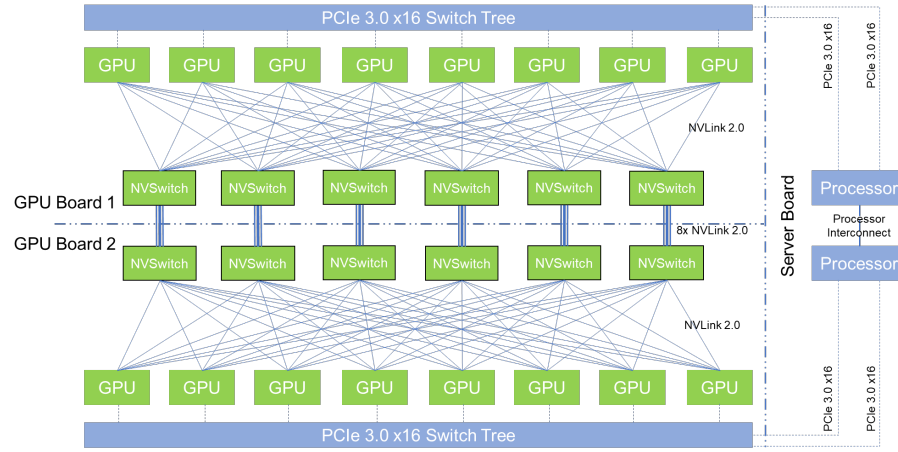 PCIe 3.0 x16 Switch Tree
GPU GPU GPU GPU GPU GPU GPU GPU
PCIe 3.0 x16
PCIe 3.0 x16
NVLink 2.0
NVSwitch NVSwitch NVSwitch NVSwitch NVSwitch NVSwitch
GPU Board 1
Processor
Processor
Interconnect
8x NVLink 2.0
GPU Board 2
Server Board
NVSwitch NVSwitch NVSwitch NVSwitch NVSwitch NVSwitch
Processor
NVLink 2.0
GPU GPU GPU GPU GPU GPU GPU GPU
PCIe 3.0 x16
PCIe 3.0 x16
PCIe 3.0 x16 Switch Tree